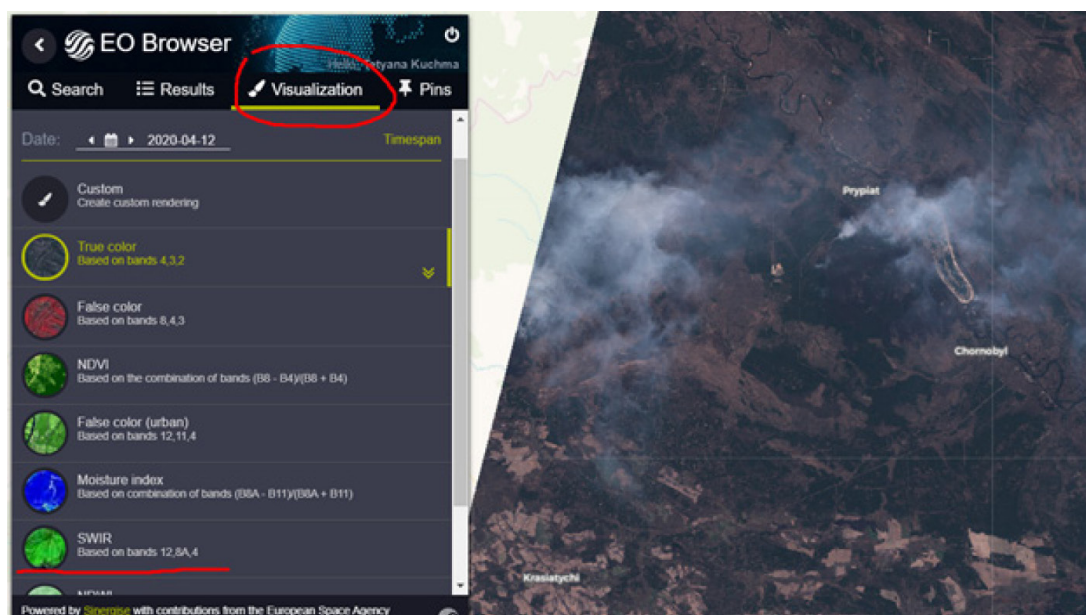 EO Browser
Hello, Tetyana Kuchma
Search Results Visualization Pins
Date: 2020-04-12 Timespan
Custom
Create custom rendering
True color
Based on bands 4,3,2
False color
Based on bands 8,4,3
NDVI
Based on the combination of bands (B8 - B4)/(B8 + B4)
False color (urban)
Based on bands 12,11,4
Moisture index
Based on combination of bands (B8A - B11)/(B8A + B11)
SWIR
Based on bands 12,8A,4
NDWI
Powered by Sinergise with contributions from the European Space Agency
Prypiat
Chornobyl
Krasiatychi